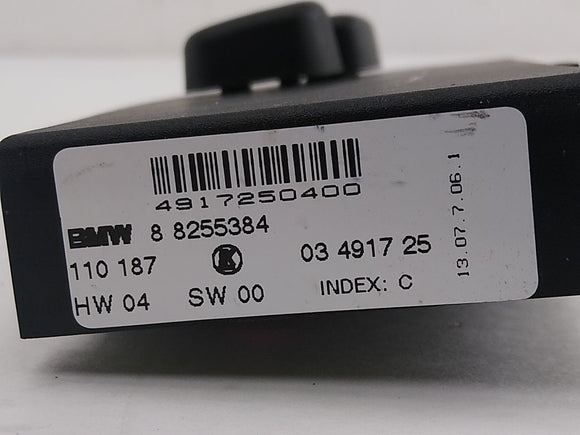 4917250400
BMW 8 8255384
110 187 K 03 4917 25
HW 04 SW 00 INDEX: C
13.07.7.06.1